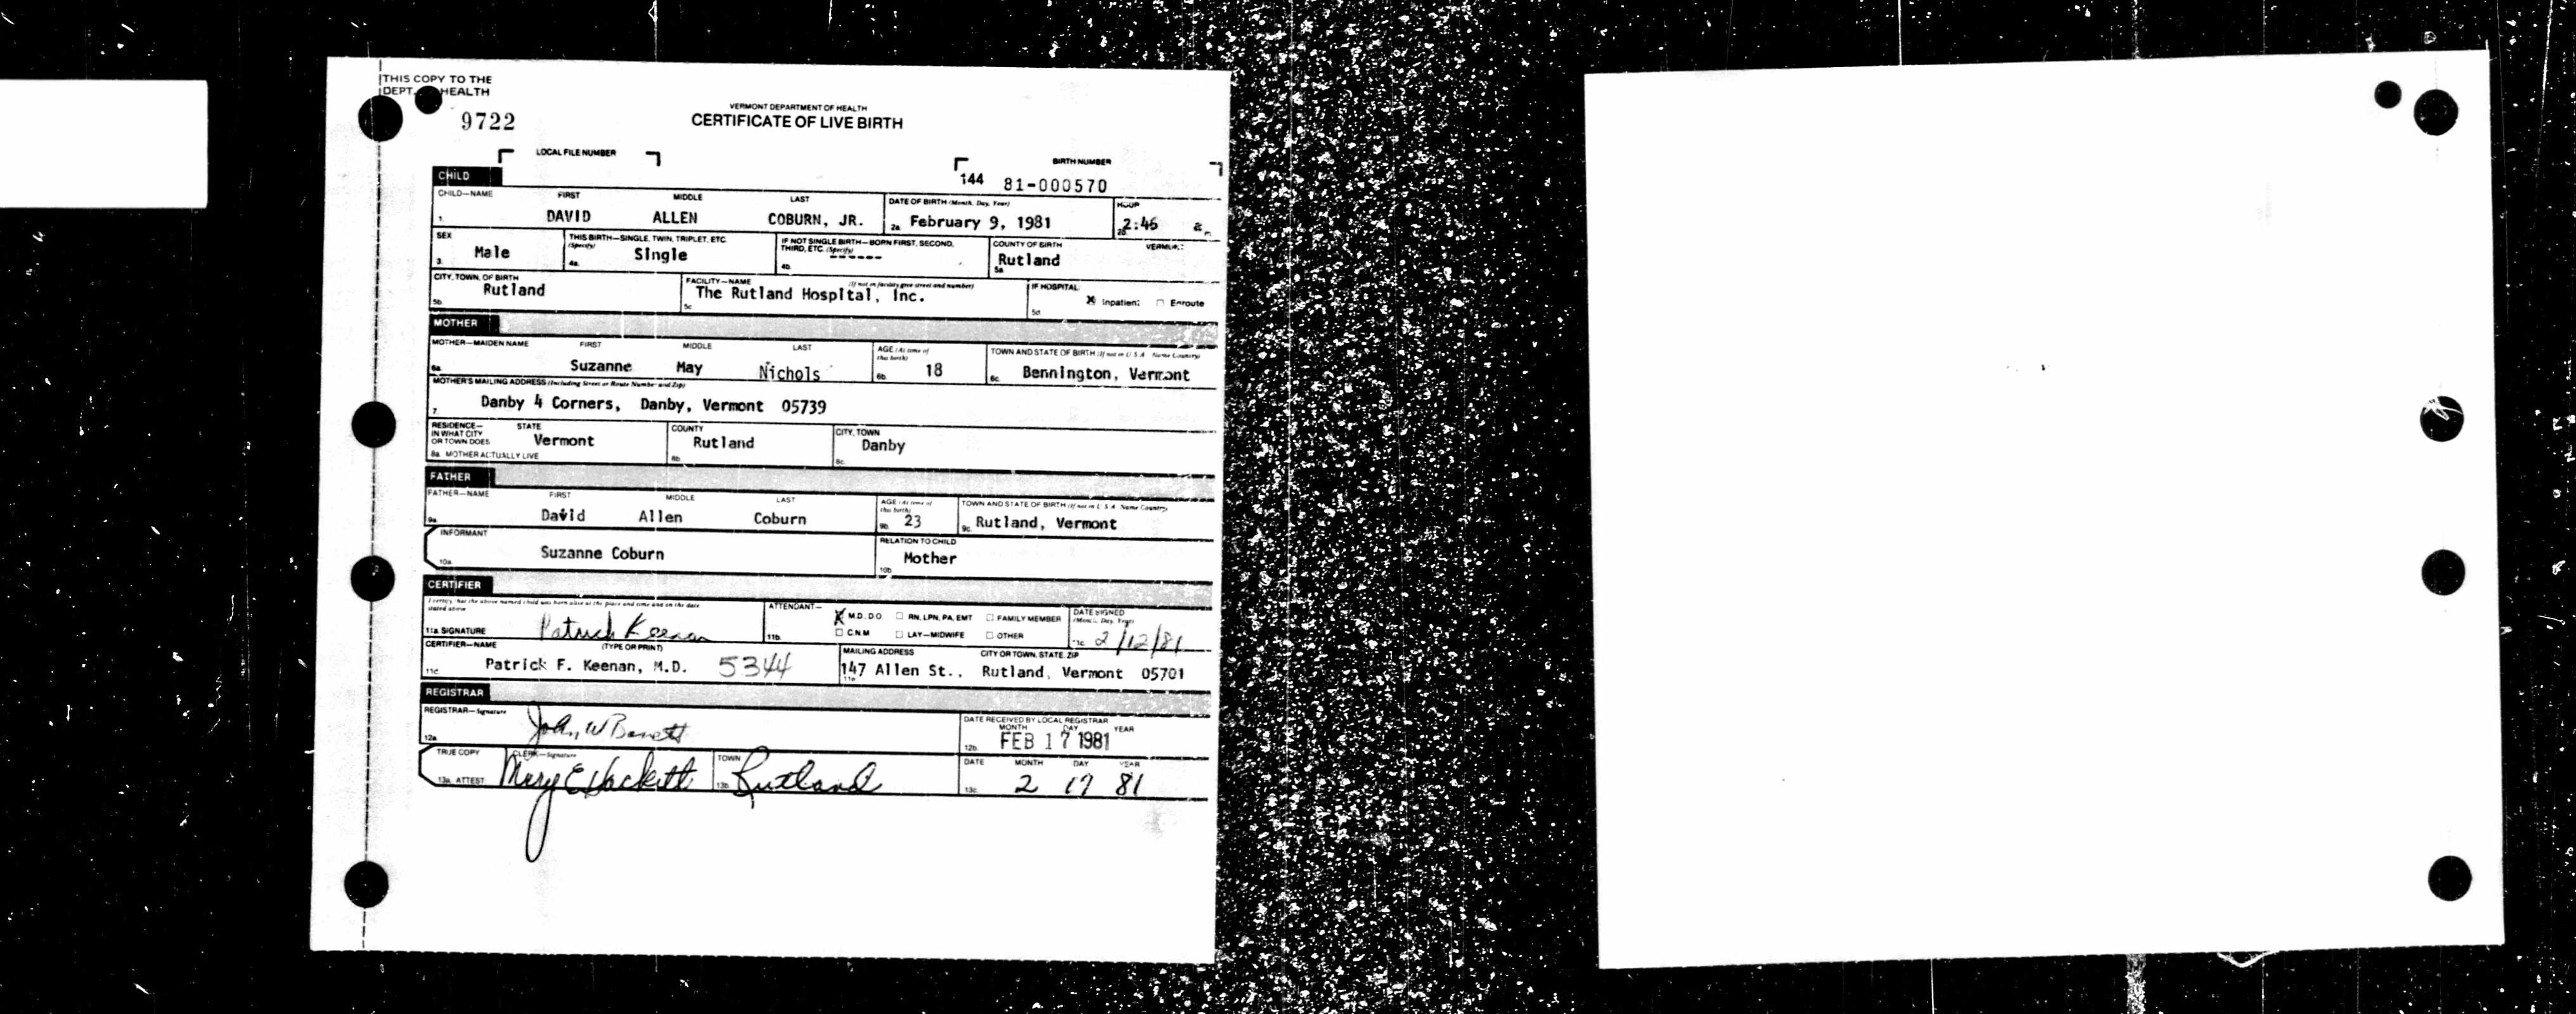 THIS COPY TO THE
DEPT. HEALTH
9722
VERMONT DEPARTMENT OF HEALTH
CERTIFICATE OF LIVE BIRTH
LOCAL FILE NUMBER
BIRTH NUMBER
144 81-000570
CHILD
CHILD—NAME FIRST MIDDLE LAST DATE OF BIRTH (Month, Day, Year) HOUR
1. DAVID ALLEN COBURN, JR. 2a. February 9, 1981 2b. 2:46 a
SEX THIS BIRTH—SINGLE, TWIN, TRIPLET, ETC. (Specify) IF NOT SINGLE BIRTH—BORN FIRST, SECOND, THIRD, ETC. (Specify) COUNTY OF BIRTH
3. Male 4a. Single 4b. ------ 5a. Rutland
CITY, TOWN, OF BIRTH FACILITY—NAME (If not in facility give street and number) IF HOSPITAL
5b. Rutland 5c. The Rutland Hospital, Inc. 5d. Inpatient Enroute
MOTHER
MOTHER—MAIDEN NAME FIRST MIDDLE LAST AGE (At time of this birth) TOWN AND STATE OF BIRTH (If not in U.S.A. Name Country)
6a. Suzanne May Nichols 6b. 18 6c. Bennington, Vermont
MOTHER'S MAILING ADDRESS (Including Street or Route Number and Zip)
7. Danby 4 Corners, Danby, Vermont 05739
RESIDENCE— IN WHAT CITY OR TOWN DOES STATE COUNTY CITY, TOWN
Vermont Rutland Danby
8a. MOTHER ACTUALLY LIVE 8b. 8c.
FATHER
FATHER—NAME FIRST MIDDLE LAST AGE (At time of this birth) TOWN AND STATE OF BIRTH (If not in U.S.A. Name Country)
9a. David Allen Coburn 9b. 23 9c. Rutland, Vermont
INFORMANT RELATION TO CHILD
10a. Suzanne Coburn 10b. Mother
CERTIFIER
I certify that the above named child was born alive at the place and time and on the date stated above
ATTENDANT— M.D. D.O. RN, LPN, PA, EMT FAMILY MEMBER DATE SIGNED (Month, Day, Year)
11a. SIGNATURE Patrick Keenan 11b. C.N.M LAY—MIDWIFE OTHER 11c. 2/12/81
CERTIFIER—NAME (TYPE OR PRINT) MAILING ADDRESS CITY OR TOWN, STATE, ZIP
Patrick F. Keenan, M.D. 5344 147 Allen St., Rutland, Vermont 05701
REGISTRAR
REGISTRAR—Signature DATE RECEIVED BY LOCAL REGISTRAR
MONTH DAY YEAR
12a. John W Barrett 12b. FEB 17 1981
TRUE COPY CLERK—Signature TOWN DATE MONTH DAY YEAR
13a. ATTEST: Mary E Hackett 13b. Rutland 13c. 2 17 81